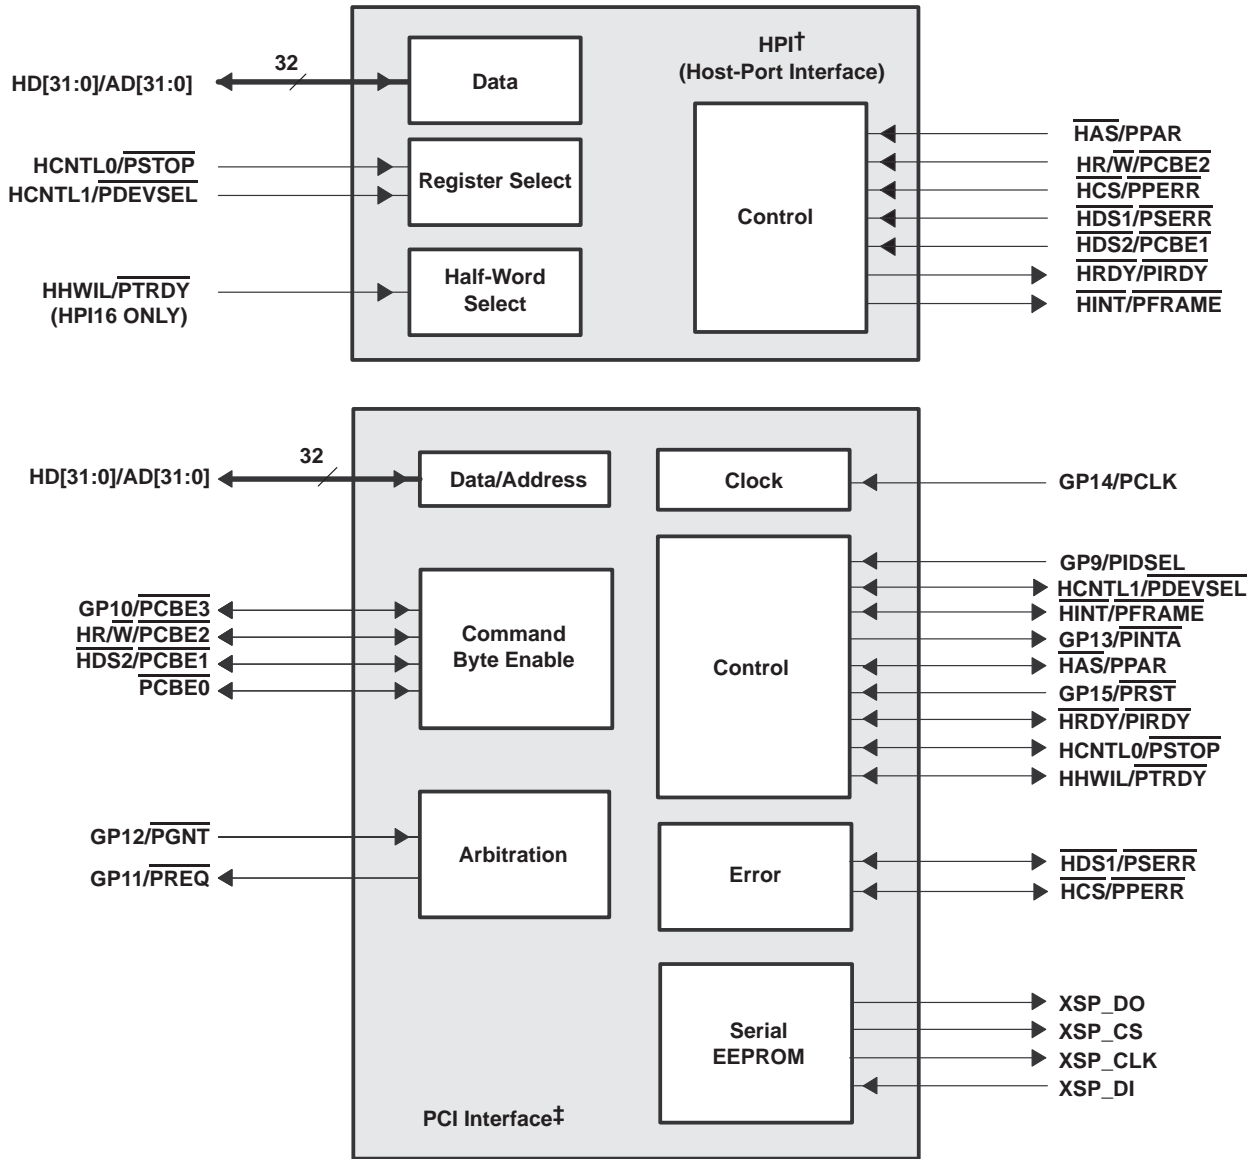 HPI†
(Host-Port Interface)
HD[31:0]/AD[31:0]
32
Data
HCNTL0/PSTOP
HCNTL1/PDEVSEL
Register Select
HHWIL/PTRDY
(HPI16 ONLY)
Half-Word
Select
Control
HAS/PPAR
HR/W/PCBE2
HCS/PPERR
HDS1/PSERR
HDS2/PCBE1
HRDY/PIRDY
HINT/PFRAME
HD[31:0]/AD[31:0]
32
Data/Address
Clock
GP14/PCLK
GP10/PCBE3
HR/W/PCBE2
HDS2/PCBE1
PCBE0
Command
Byte Enable
Control
GP9/PIDSEL
HCNTL1/PDEVSEL
HINT/PFRAME
GP13/PINTA
HAS/PPAR
GP15/PRST
HRDY/PIRDY
HCNTL0/PSTOP
HHWIL/PTRDY
GP12/PGNT
GP11/PREQ
Arbitration
Error
HDS1/PSERR
HCS/PPERR
Serial
EEPROM
XSP_DO
XSP_CS
XSP_CLK
XSP_DI
PCI Interface‡